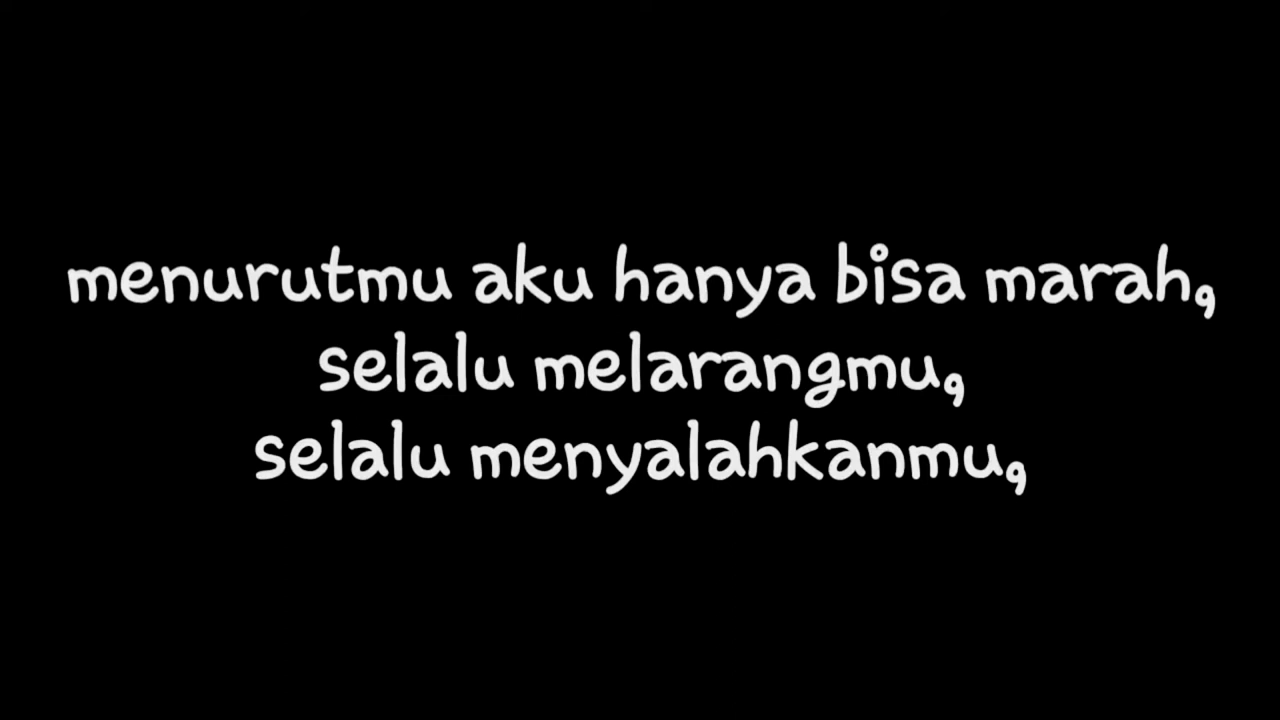 menurutmu aku hanya bisa marah,
selalu melarangmu,
selalu menyalahkanmu,